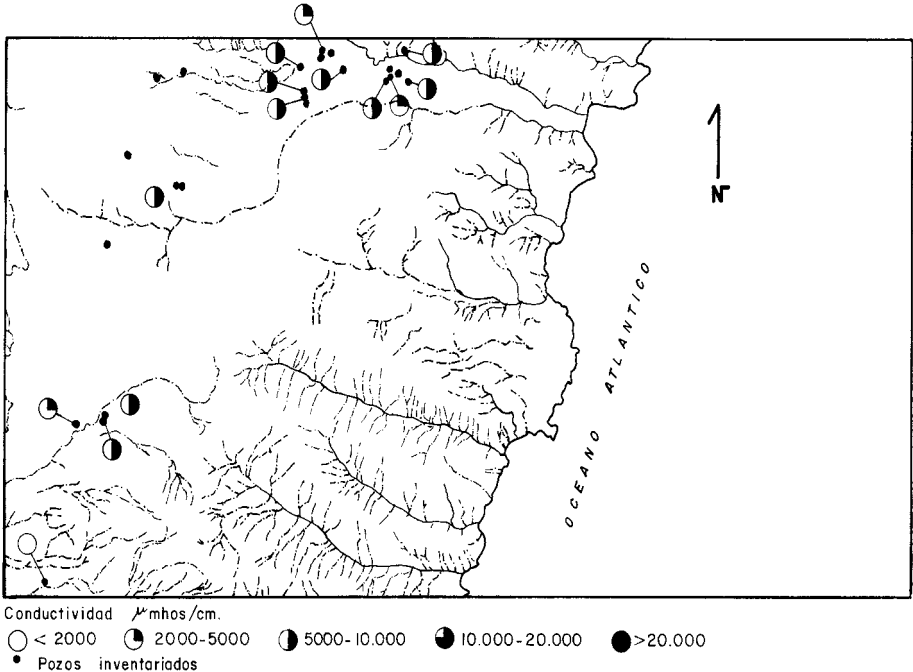 N
OCEANO ATLANTICO
Conductividad µmhos/cm.
< 2000 2000-5000 5000-10.000 10.000-20.000 >20.000
Pozos inventariados